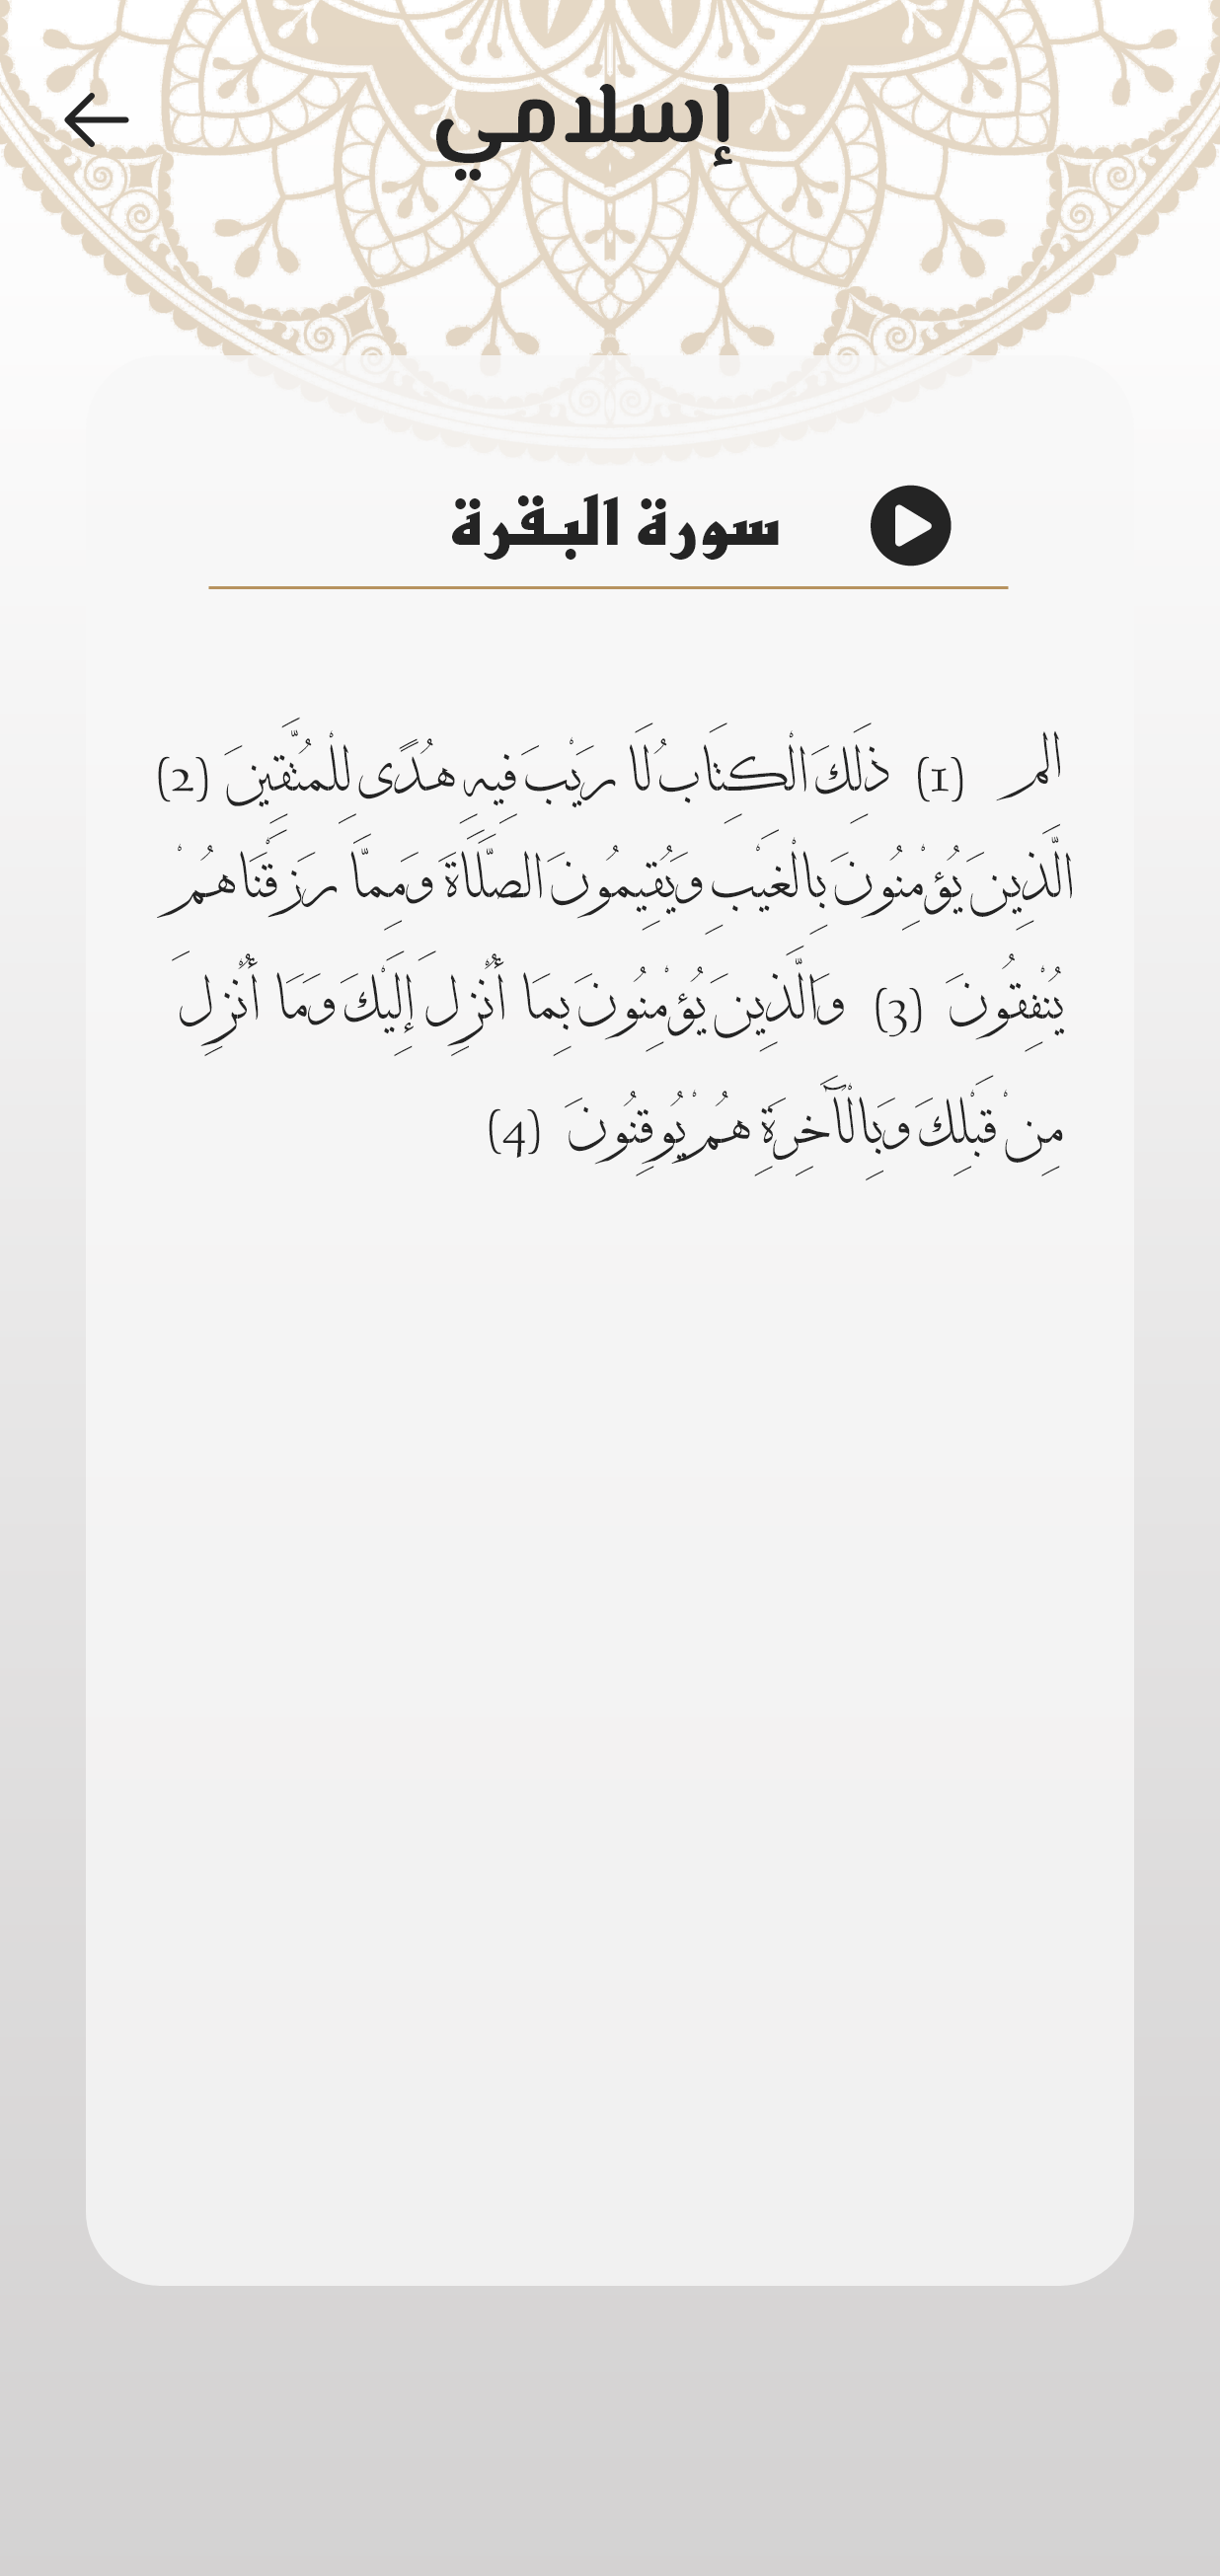 إسلامي
سورة البقرة
الم (1) ذَلِكَ الْكِتَابُ لَا رَيْبَ فِيهِ هُدًى لِلْمُتَّقِينَ (2)
الَّذِينَ يُؤْمِنُونَ بِالْغَيْبِ وَيُقِيمُونَ الصَّلَاةَ وَمِمَّا رَزَقْنَاهُمْ
يُنْفِقُونَ (3) وَالَّذِينَ يُؤْمِنُونَ بِمَا أُنْزِلَ إِلَيْكَ وَمَا أُنْزِلَ
مِنْ قَبْلِكَ وَبِالْآَخِرَةِ هُمْ يُوقِنُونَ (4)